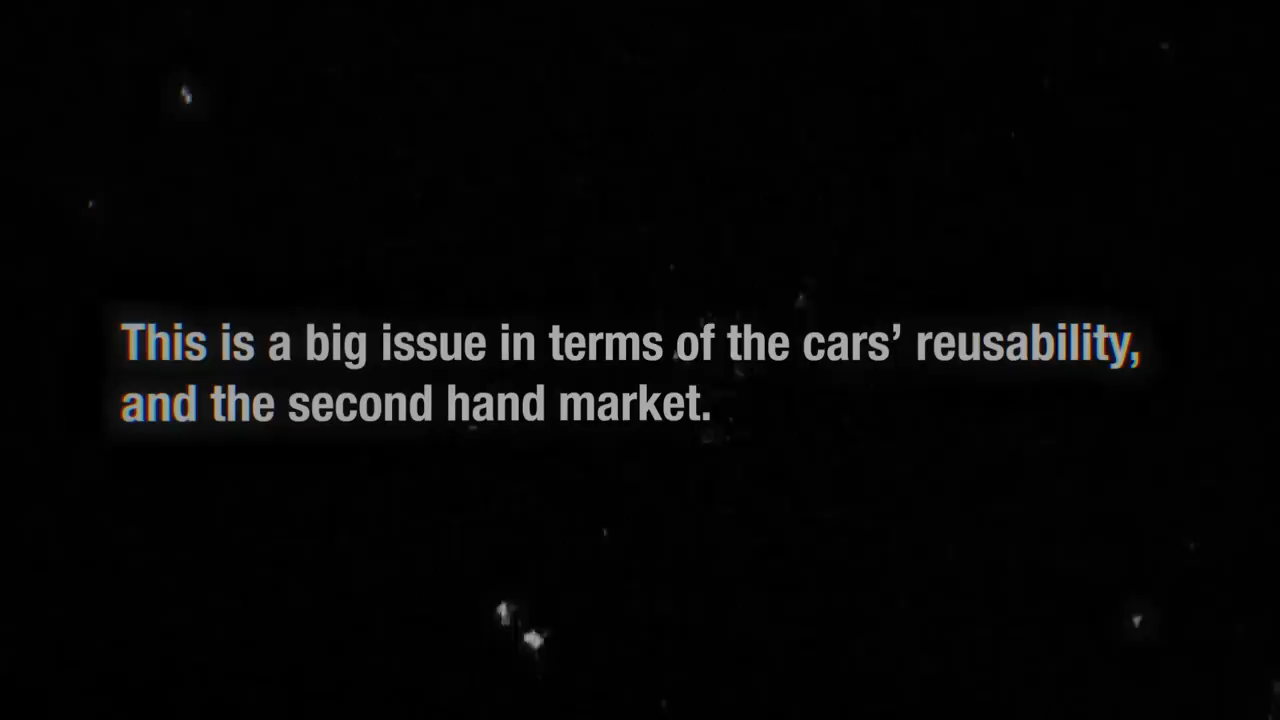 This is a big issue in terms of the cars’ reusability,
and the second hand market.